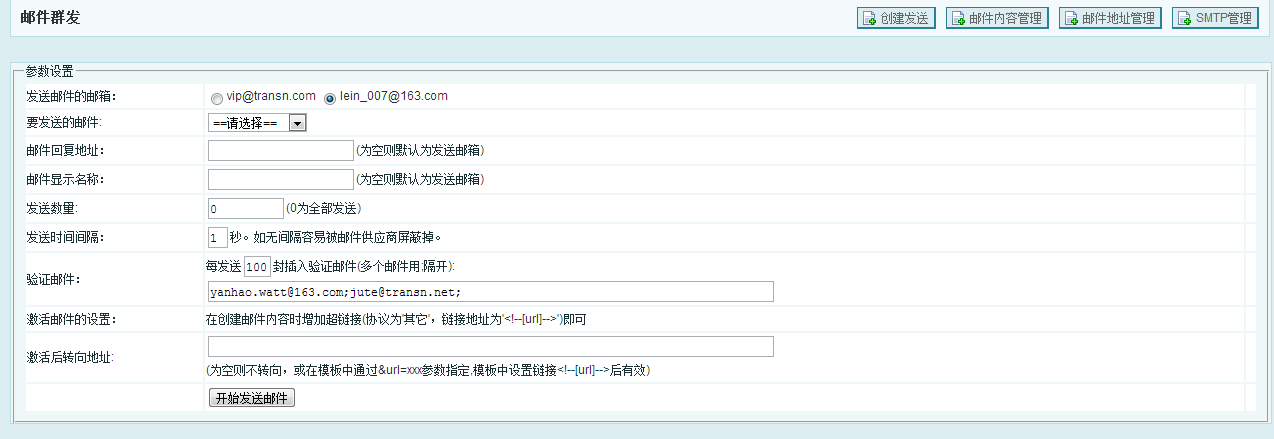 邮件群发 创建发送 邮件内容管理 邮件地址管理 SMTP管理
参数设置
发送邮件的邮箱： vip@transn.com lein_007@163.com
要发送的邮件: ==请选择==
邮件回复地址： (为空则默认为发送邮箱)
邮件显示名称： (为空则默认为发送邮箱)
发送数量: 0 (0为全部发送)
发送时间间隔： 1 秒。如无间隔容易被邮件供应商屏蔽掉。
验证邮件： 每发送 100 封插入验证邮件(多个邮件用;隔开):
yanhao.watt@163.com;jute@transn.net;
激活邮件的设置： 在创建邮件内容时增加超链接(协议为'其它'，链接地址为'<!--[url]-->')即可
激活后转向地址:
(为空则不转向，或在模板中通过&url=xxx参数指定,模板中设置链接<!--[url]-->后有效)
开始发送邮件